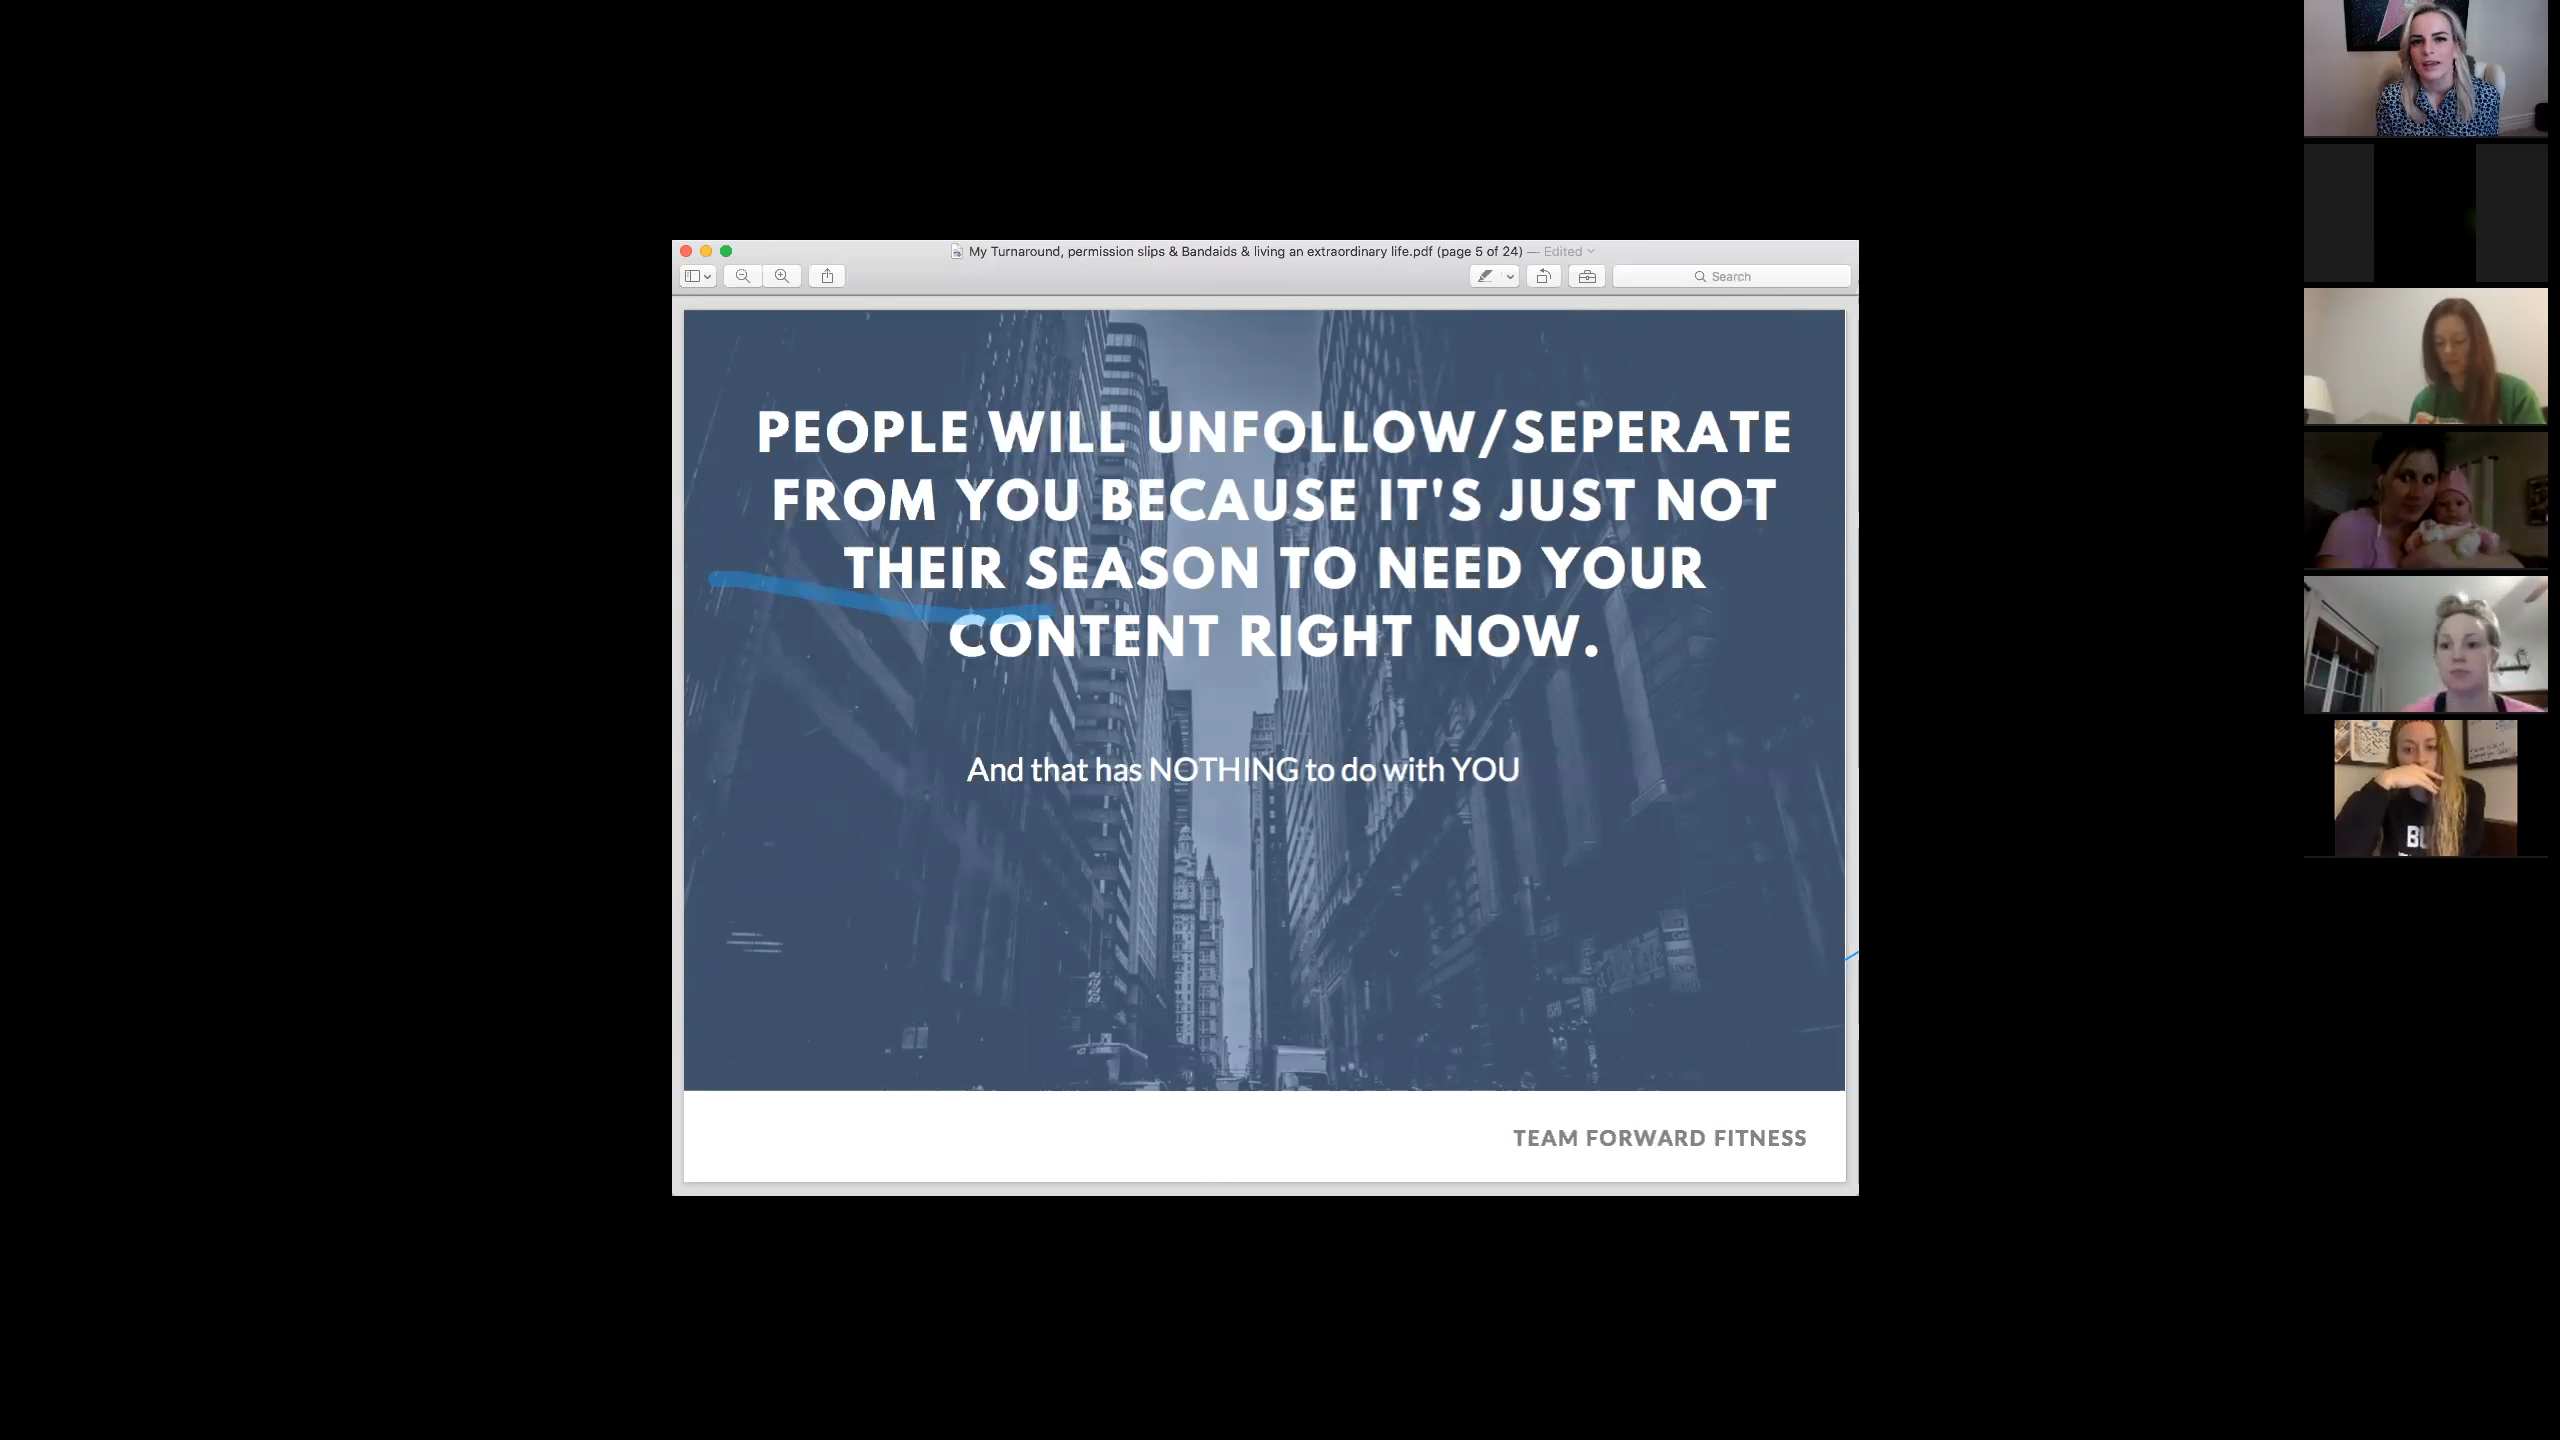 My Turnaround, permission slips & Bandaids & living an extraordinary life.pdf (page 5 of 24) — Edited
Search
PEOPLE WILL UNFOLLOW/SEPERATE
FROM YOU BECAUSE IT'S JUST NOT
THEIR SEASON TO NEED YOUR
CONTENT RIGHT NOW.
And that has NOTHING to do with YOU
TEAM FORWARD FITNESS